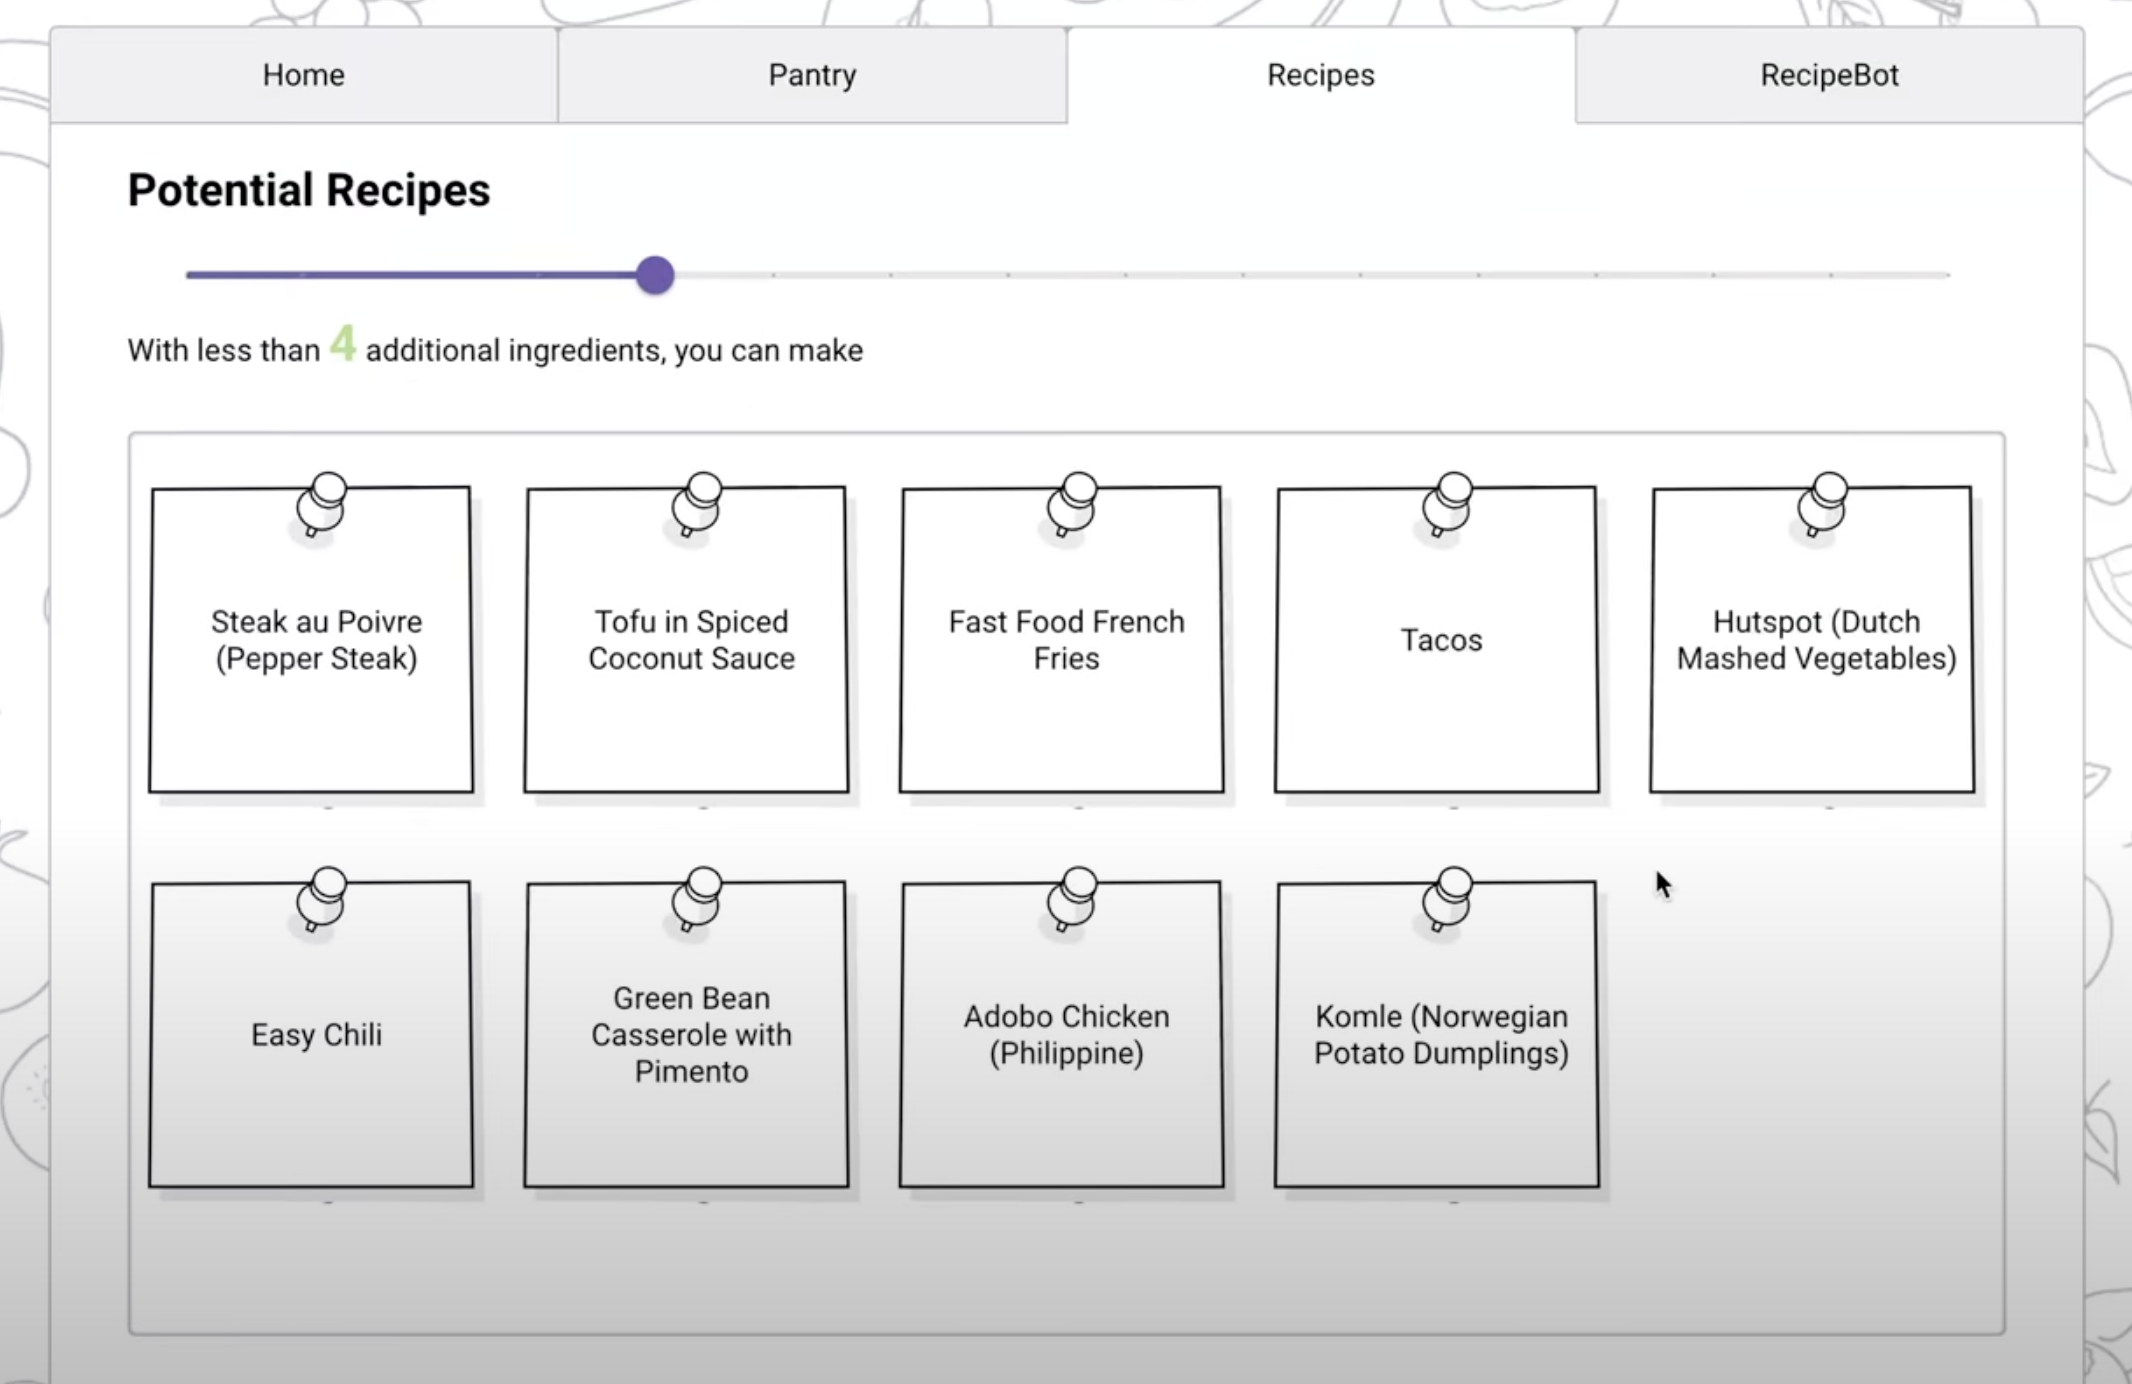 Home
Pantry
Recipes
RecipeBot
Potential Recipes
With less than 4 additional ingredients, you can make
Steak au Poivre
(Pepper Steak)
Tofu in Spiced
Coconut Sauce
Fast Food French
Fries
Tacos
Hutspot (Dutch
Mashed Vegetables)
Easy Chili
Green Bean
Casserole with
Pimento
Adobo Chicken
(Philippine)
Komle (Norwegian
Potato Dumplings)